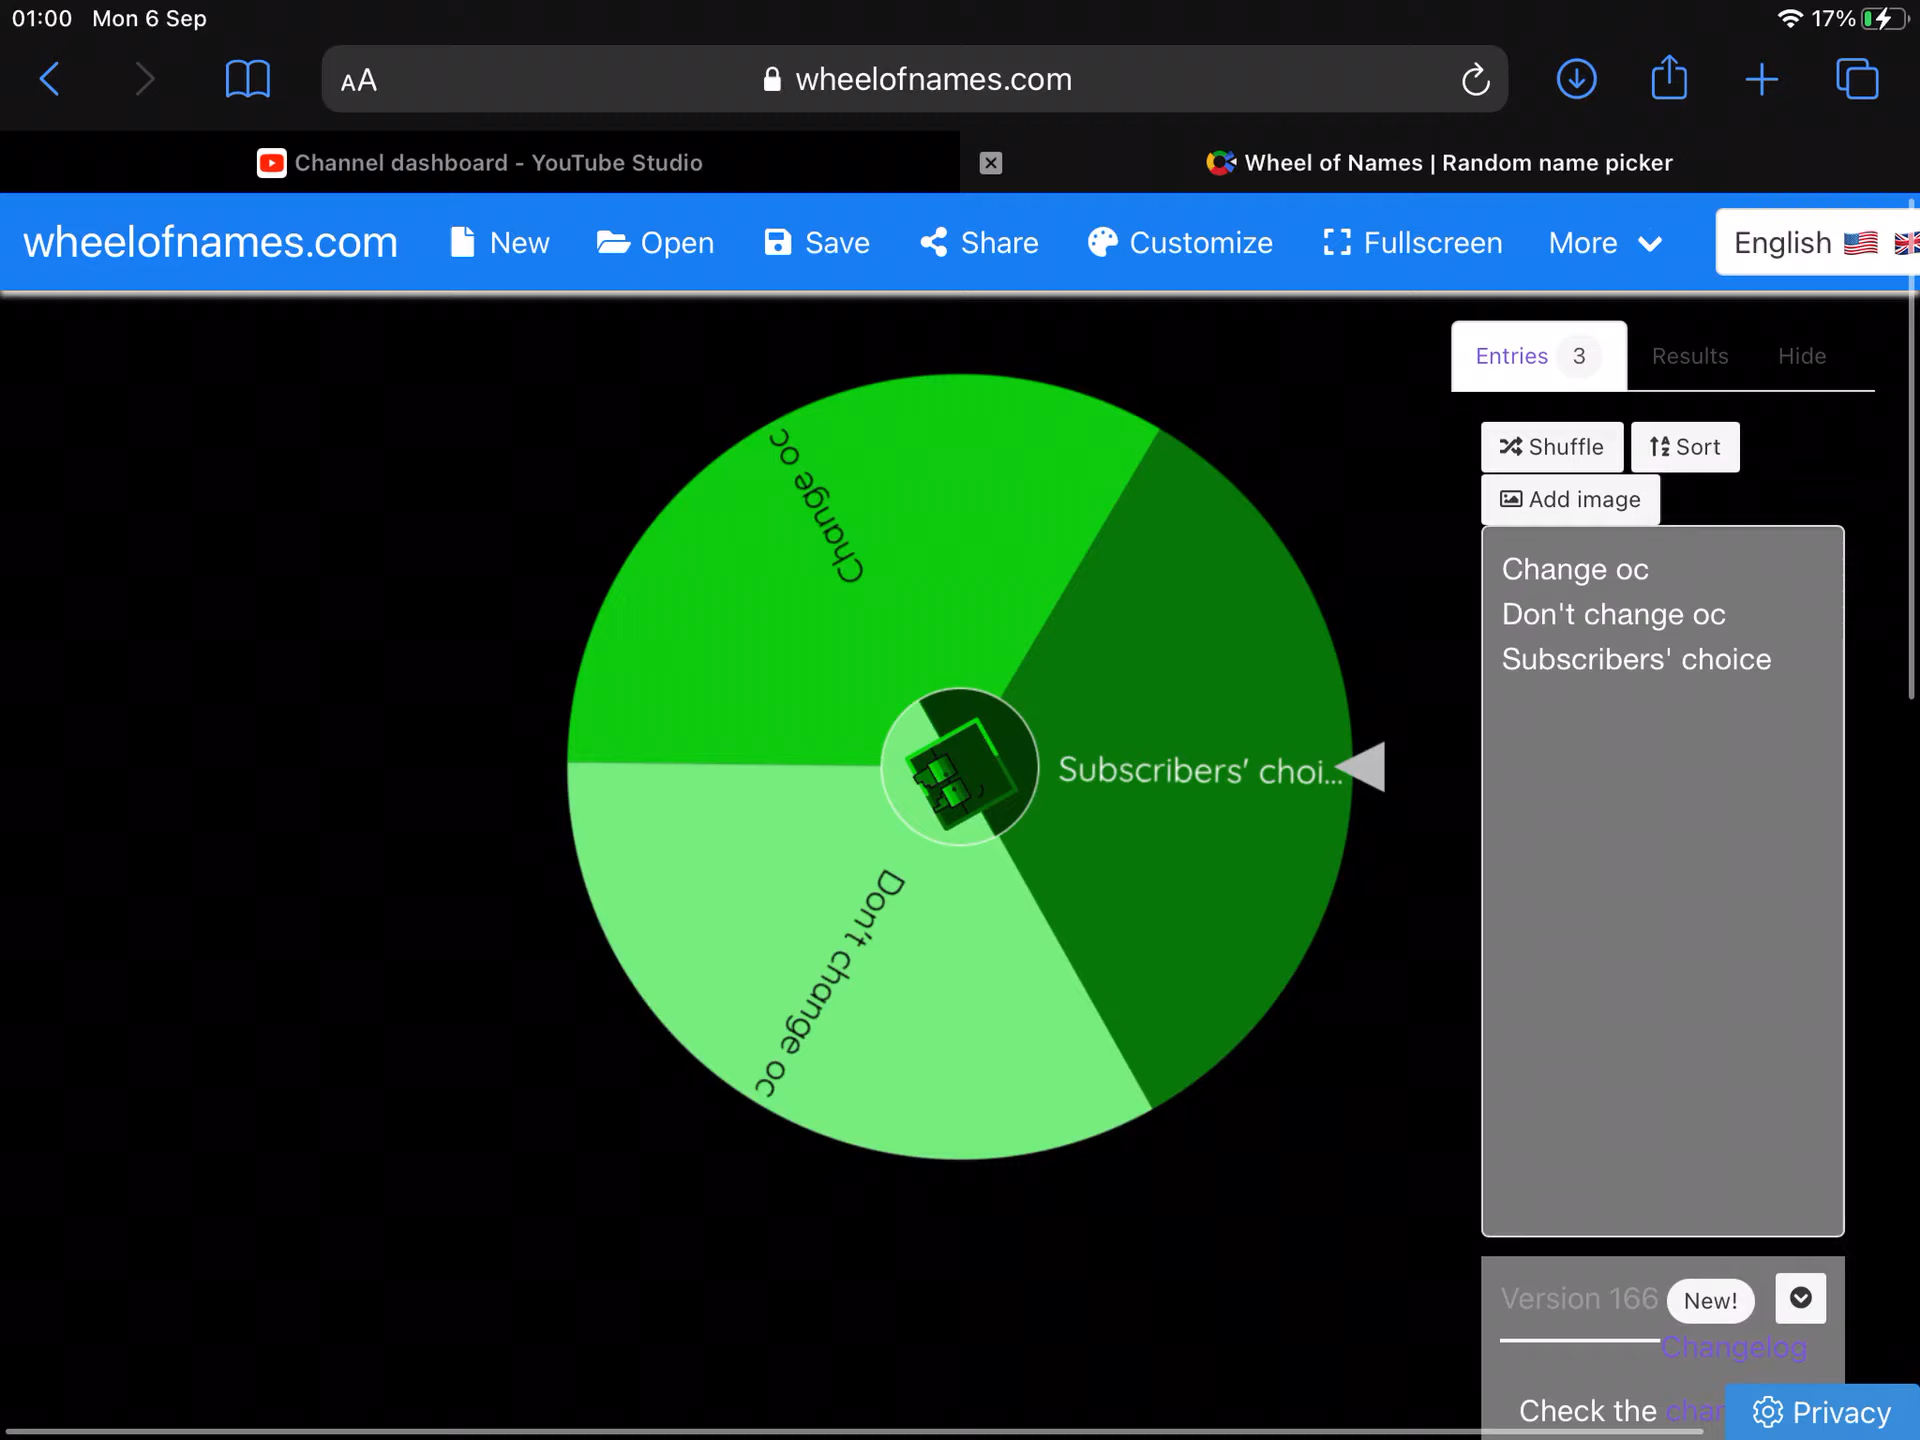 01:00 Mon 6 Sep 17%
AA wheelofnames.com
Channel dashboard - YouTube Studio Wheel of Names | Random name picker
wheelofnames.com New Open Save Share Customize Fullscreen More English
Entries 3 Results Hide
Shuffle Sort
Add image
Change oc
Don't change oc
Subscribers' choice
Change oc
Subscribers' choi...
Don't change oc
Version 166 New!
Changelog
Check the chan
Privacy